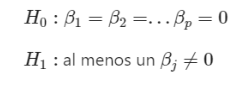 H₀ : β₁ = β₂ =...βₚ = 0
H₁ : al menos un βⱼ ≠ 0